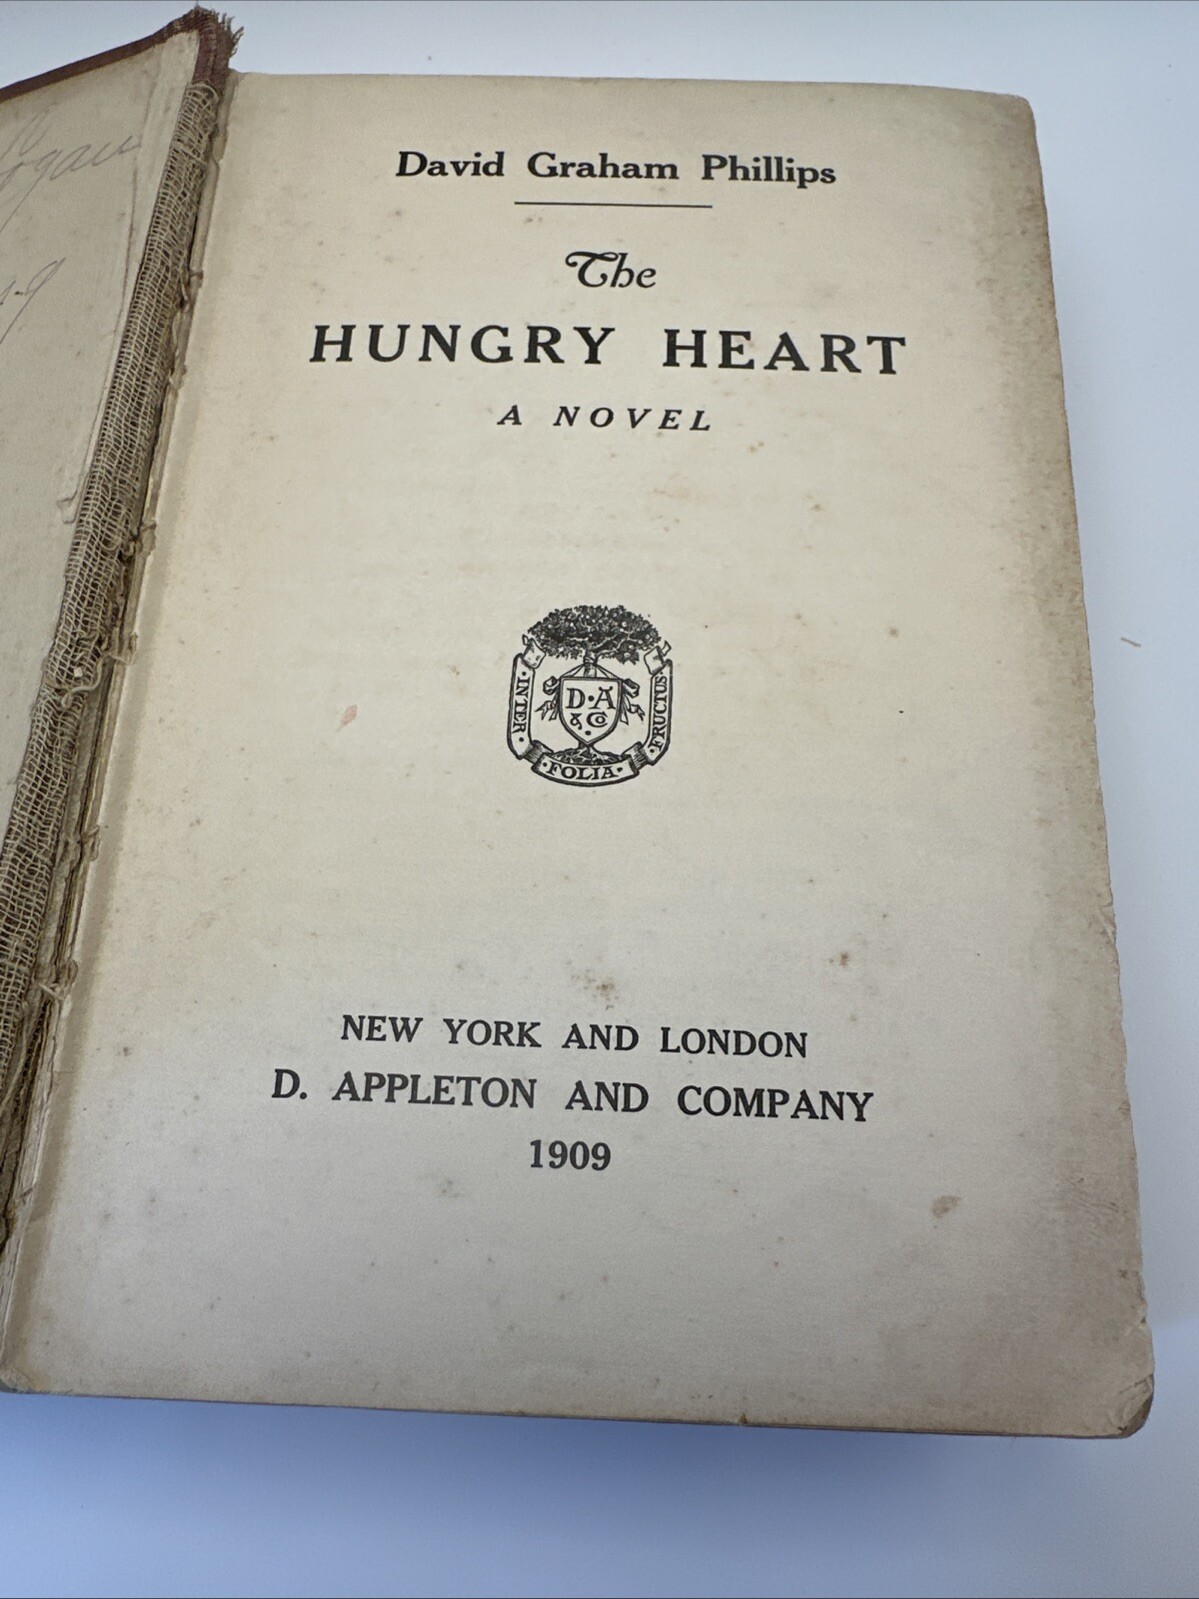 David Graham Phillips
The
HUNGRY HEART
A NOVEL
D·A
& Co
·INTER·
·FOLIA·
·FRUCTUS·
NEW YORK AND LONDON
D. APPLETON AND COMPANY
1909